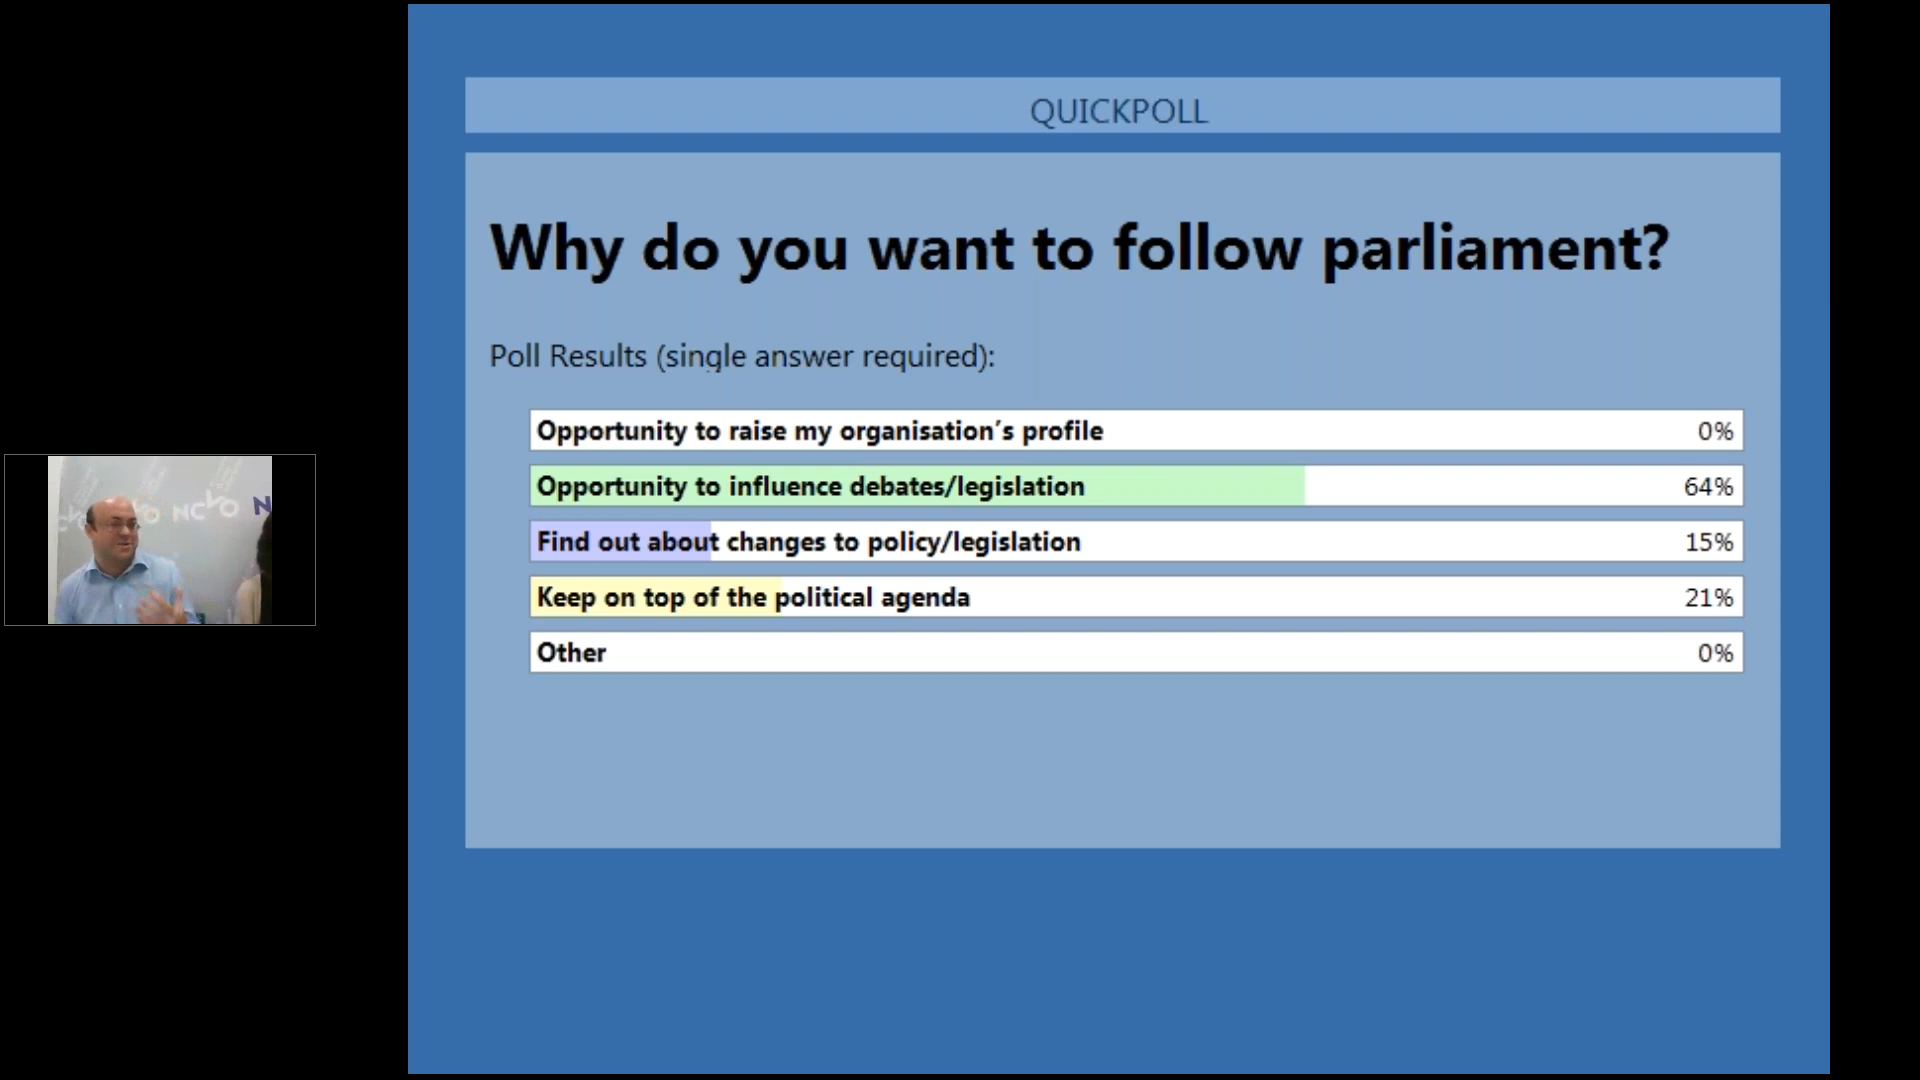 QUICKPOLL
Why do you want to follow parliament?
Poll Results (single answer required):
Opportunity to raise my organisation’s profile 0%
Opportunity to influence debates/legislation 64%
Find out about changes to policy/legislation 15%
Keep on top of the political agenda 21%
Other 0%
NCVO